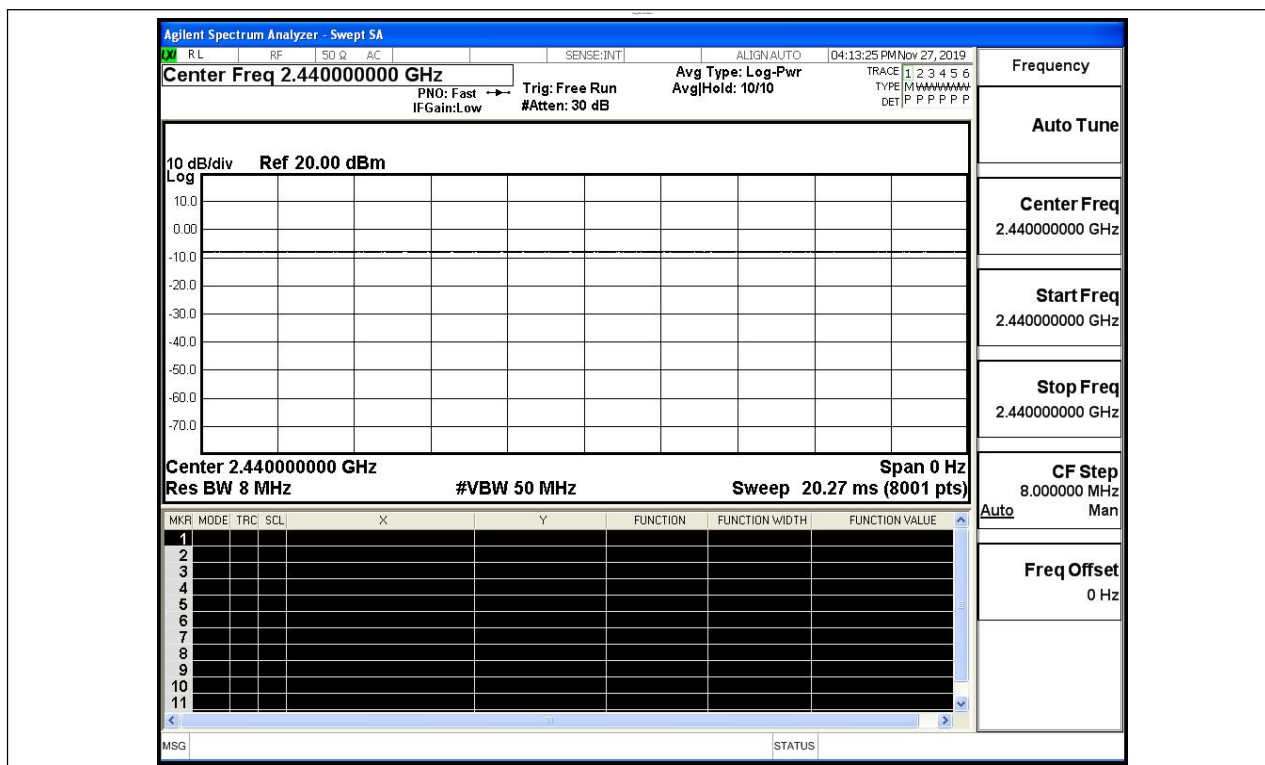 Agilent Spectrum Analyzer - Swept SA
LXI RL RF 50 Ω AC SENSE:INT ALIGN AUTO 04:13:25 PM Nov 27, 2019
Center Freq 2.440000000 GHz
PNO: Fast
IFGain:Low
Trig: Free Run
#Atten: 30 dB
Avg Type: Log-Pwr
Avg|Hold: 10/10
TRACE 1 2 3 4 5 6
TYPE M WWWWW
DET P P P P P P
10 dB/div Ref 20.00 dBm
Log
10.0
0.00
-10.0
-20.0
-30.0
-40.0
-50.0
-60.0
-70.0
Center 2.440000000 GHz Span 0 Hz
Res BW 8 MHz #VBW 50 MHz Sweep 20.27 ms (8001 pts)
MKR MODE TRC SCL X Y FUNCTION FUNCTION WIDTH FUNCTION VALUE
1
2
3
4
5
6
7
8
9
10
11
MSG STATUS
Frequency
Auto Tune
Center Freq
2.440000000 GHz
Start Freq
2.440000000 GHz
Stop Freq
2.440000000 GHz
CF Step
8.000000 MHz
Auto Man
Freq Offset
0 Hz